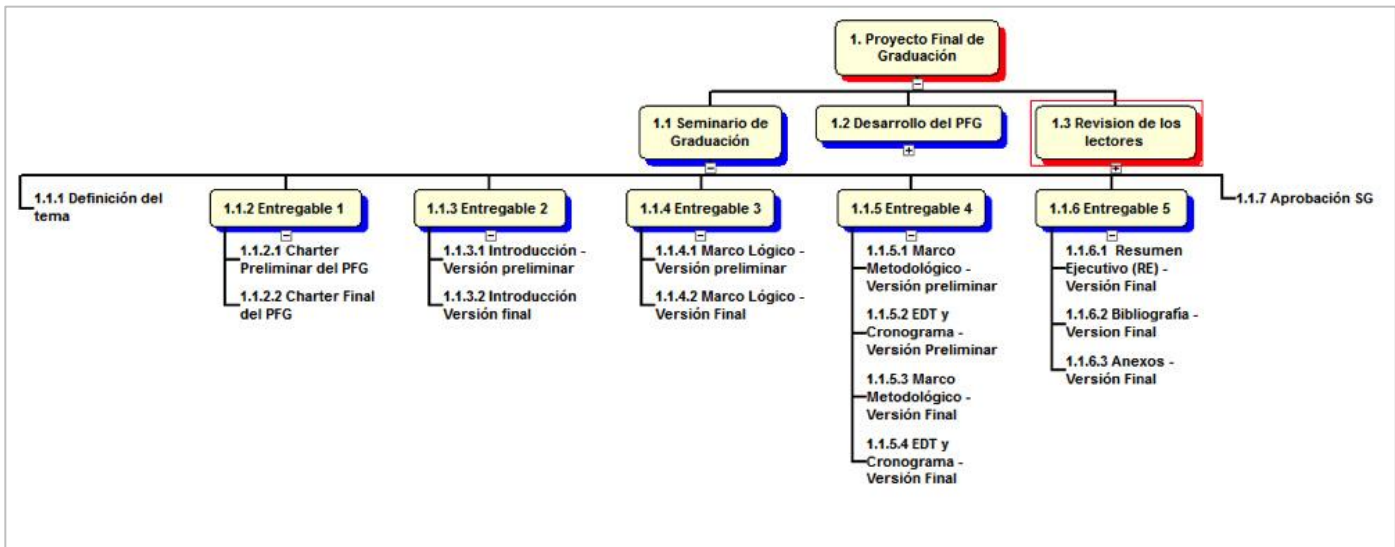 1. Proyecto Final de
Graduación
1.1 Seminario de
Graduación
1.2 Desarrollo del PFG
1.3 Revision de los
lectores
1.1.1 Definición del
tema
1.1.2 Entregable 1
1.1.2.1 Charter
Preliminar del PFG
1.1.2.2 Charter Final
del PFG
1.1.3 Entregable 2
1.1.3.1 Introducción -
Versión preliminar
1.1.3.2 Introducción
Versión final
1.1.4 Entregable 3
1.1.4.1 Marco Lógico -
Versión preliminar
1.1.4.2 Marco Lógico -
Versión Final
1.1.5 Entregable 4
1.1.5.1 Marco
Metodológico -
Versión preliminar
1.1.5.2 EDT y
Cronograma -
Versión Preliminar
1.1.5.3 Marco
Metodológico -
Versión Final
1.1.5.4 EDT y
Cronograma -
Versión Final
1.1.6 Entregable 5
1.1.6.1 Resumen
Ejecutivo (RE) -
Versión Final
1.1.6.2 Bibliografía -
Version Final
1.1.6.3 Anexos -
Versión Final
1.1.7 Aprobación SG